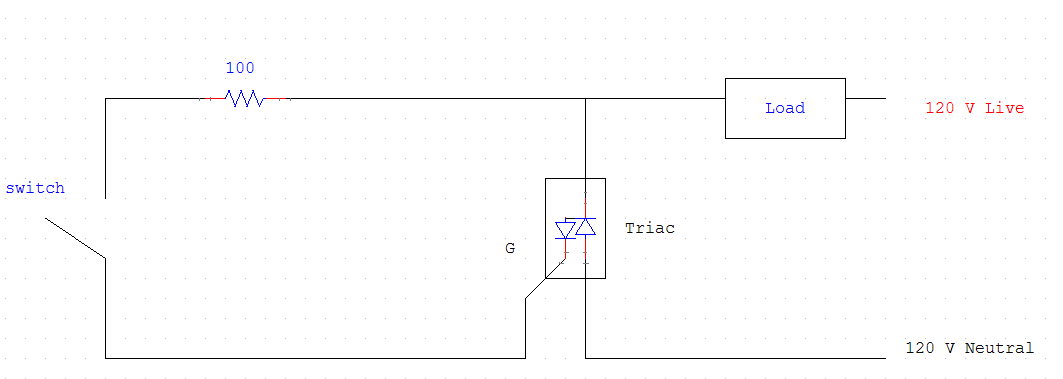 100
Load
120 V Live
switch
Triac
G
120 V Neutral